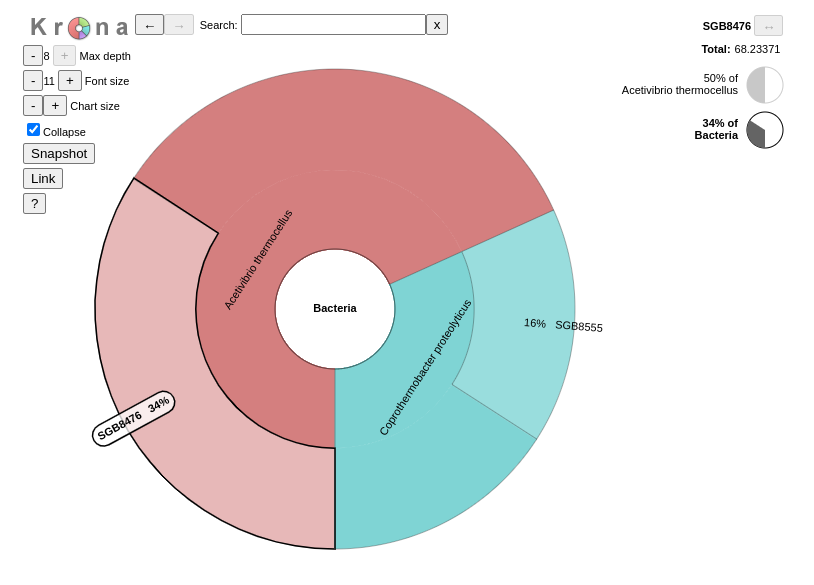 Krona ← → Search: x
- 8 + Max depth
- 11 + Font size
- + Chart size
Collapse
Snapshot
Link
?
SGB8476 ↔
Total: 68.23371
50% of
Acetivibrio thermocellus
34% of
Bacteria
Acetivibrio thermocellus
Bacteria
Coprothermobacter proteolyticus
16% SGB8555
SGB8476 34%